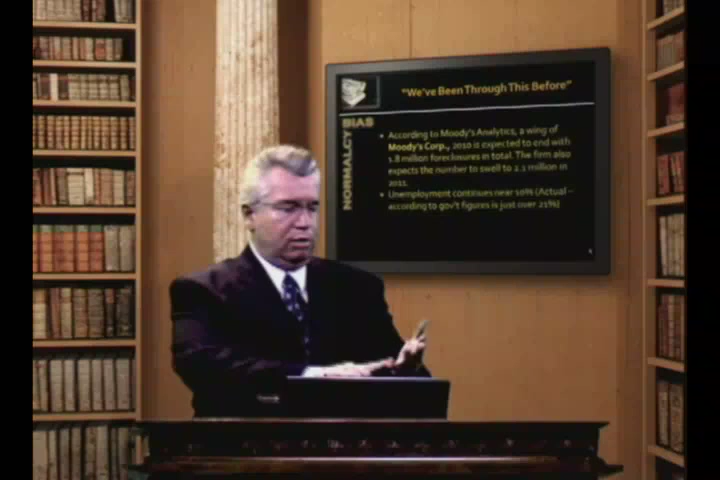 "We've Been Through This Before"
NORMALCY BIAS
According to Moody's Analytics, a wing of
Moody's Corp., 2010 is expected to end with
1.8 million foreclosures in total. The firm also
expects the number to swell to 2.1 million in
2011.
Unemployment continues near 10% (Actual –
according to gov't figures is just over 21%)